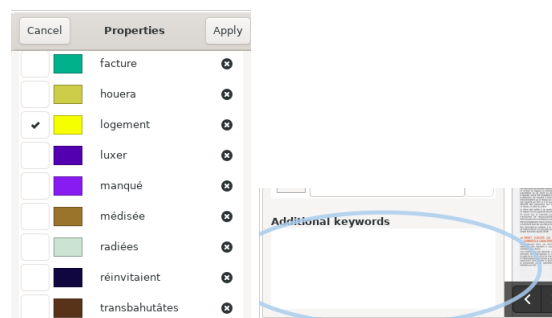 Cancel Properties Apply
facture
houera
logement
luxer
manqué
médisée
radiées
réinvitaient
transbahutâtes
Additional keywords